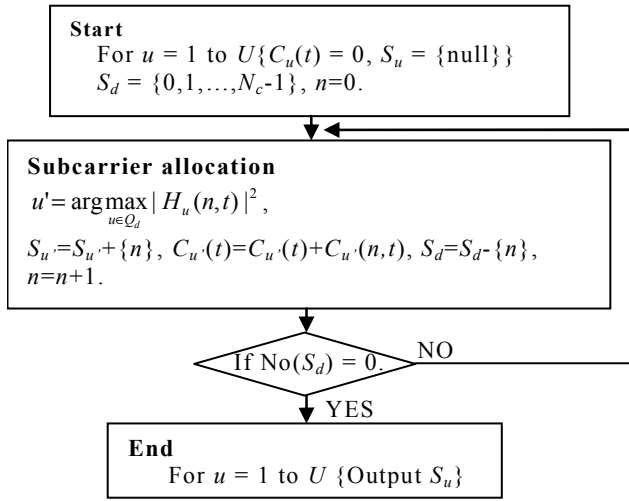 Start
For u = 1 to U{C_u(t) = 0, S_u = {null}}
S_d = {0,1,…,N_c-1}, n=0.
Subcarrier allocation
u'= arg max_{u∈Q_d} | H_u(n,t) |^2 ,
S_u'=S_u'+{n}, C_u'(t)=C_u'(t)+C_u'(n,t), S_d=S_d-{n},
n=n+1.
If No(S_d) = 0.
NO
YES
End
For u = 1 to U {Output S_u}